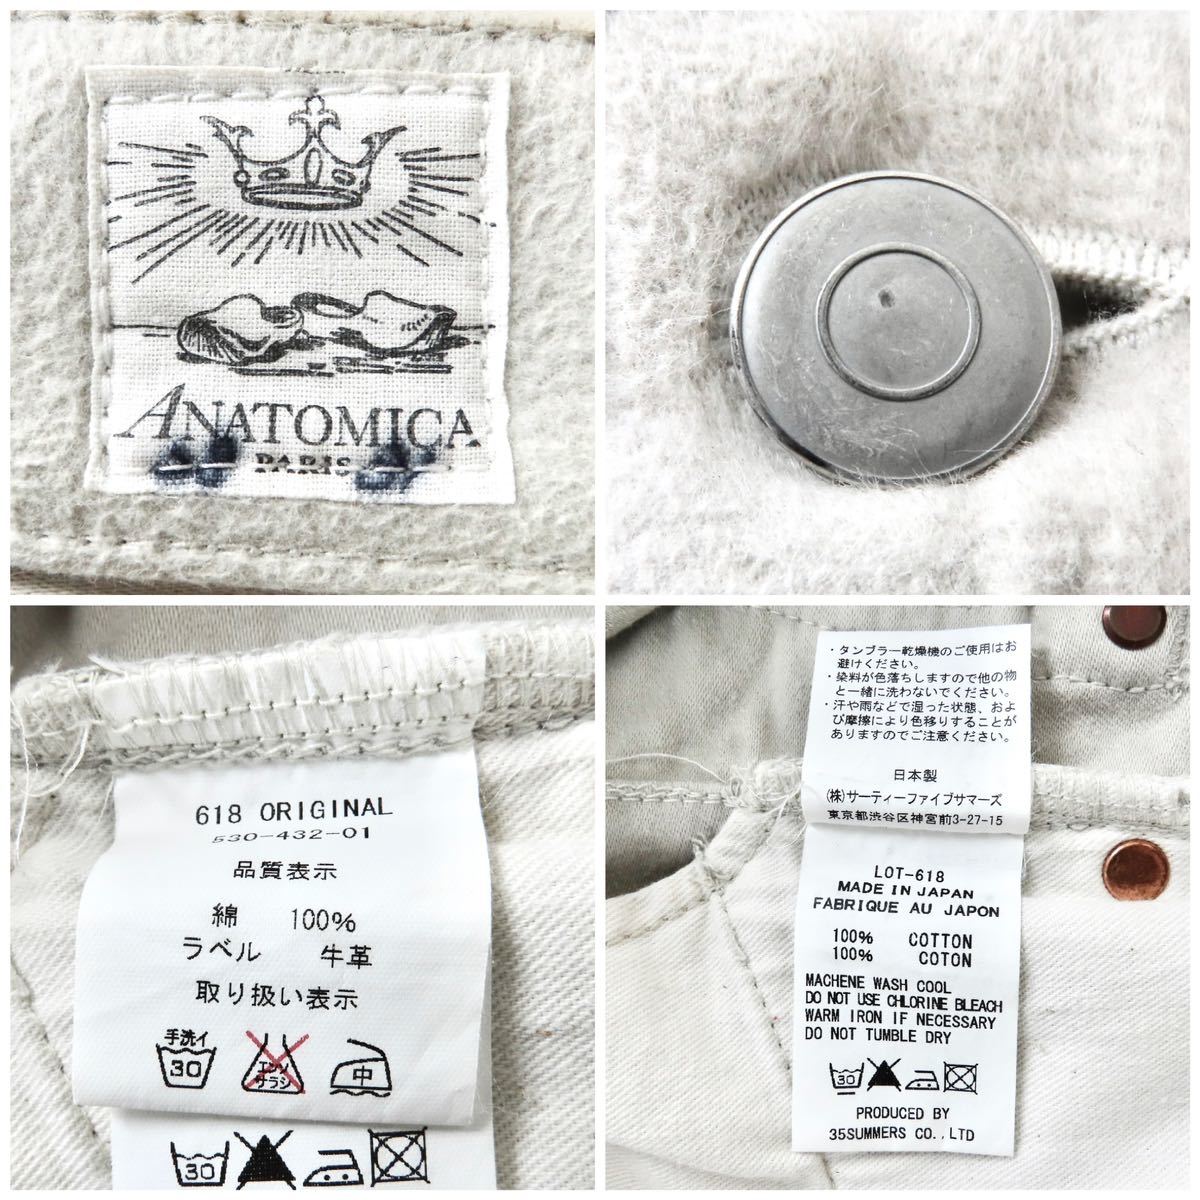 ANATOMICA
PARIS
618 ORIGINAL
530-432-01
品質表示
綿 100%
ラベル 牛革
取り扱い表示
手洗イ
30
エンソ
サラシ
中
30
・タンブラー乾燥機のご使用はお
避けください。
・染料が色落ちしますので他の物
と一緒に洗わないでください。
・汗や雨などで湿った状態、およ
び摩擦により色移りすることが
ありますのでご注意ください。
日本製
(株)サーティーファイブサマーズ
東京都渋谷区神宮前3-27-15
LOT-618
MADE IN JAPAN
FABRIQUE AU JAPON
100% COTTON
100% COTON
MACHENE WASH COOL
DO NOT USE CHLORINE BLEACH
WARM IRON IF NECESSARY
DO NOT TUMBLE DRY
30
PRODUCED BY
35SUMMERS CO.,LTD